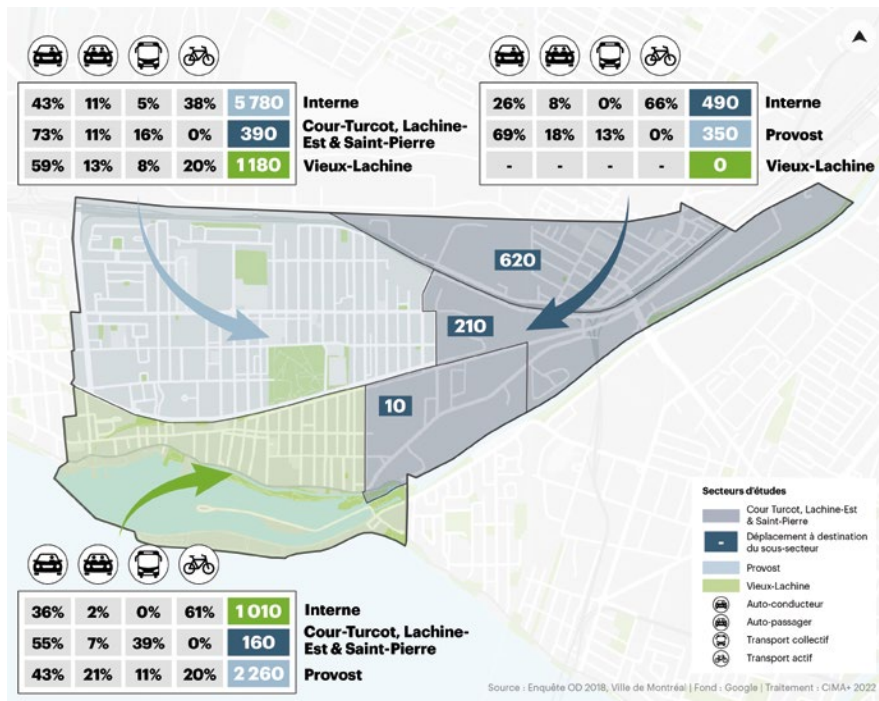 43% 11% 5% 38% 5 780 Interne
73% 11% 16% 0% 390 Cour-Turcot, Lachine-
Est & Saint-Pierre
59% 13% 8% 20% 1 180 Vieux-Lachine
26% 8% 0% 66% 490 Interne
69% 18% 13% 0% 350 Provost
- - - - 0 Vieux-Lachine
620
210
10
36% 2% 0% 61% 1 010 Interne
55% 7% 39% 0% 160 Cour-Turcot, Lachine-
Est & Saint-Pierre
43% 21% 11% 20% 2 260 Provost
Secteurs d'études
Cour Turcot, Lachine-Est
& Saint-Pierre
- Déplacement à destination
du sous-secteur
Provost
Vieux-Lachine
Auto-conducteur
Auto-passager
Transport collectif
Transport actif
Source : Enquête OD 2018, Ville de Montréal | Fond : Google | Traitement : CIMA+ 2022